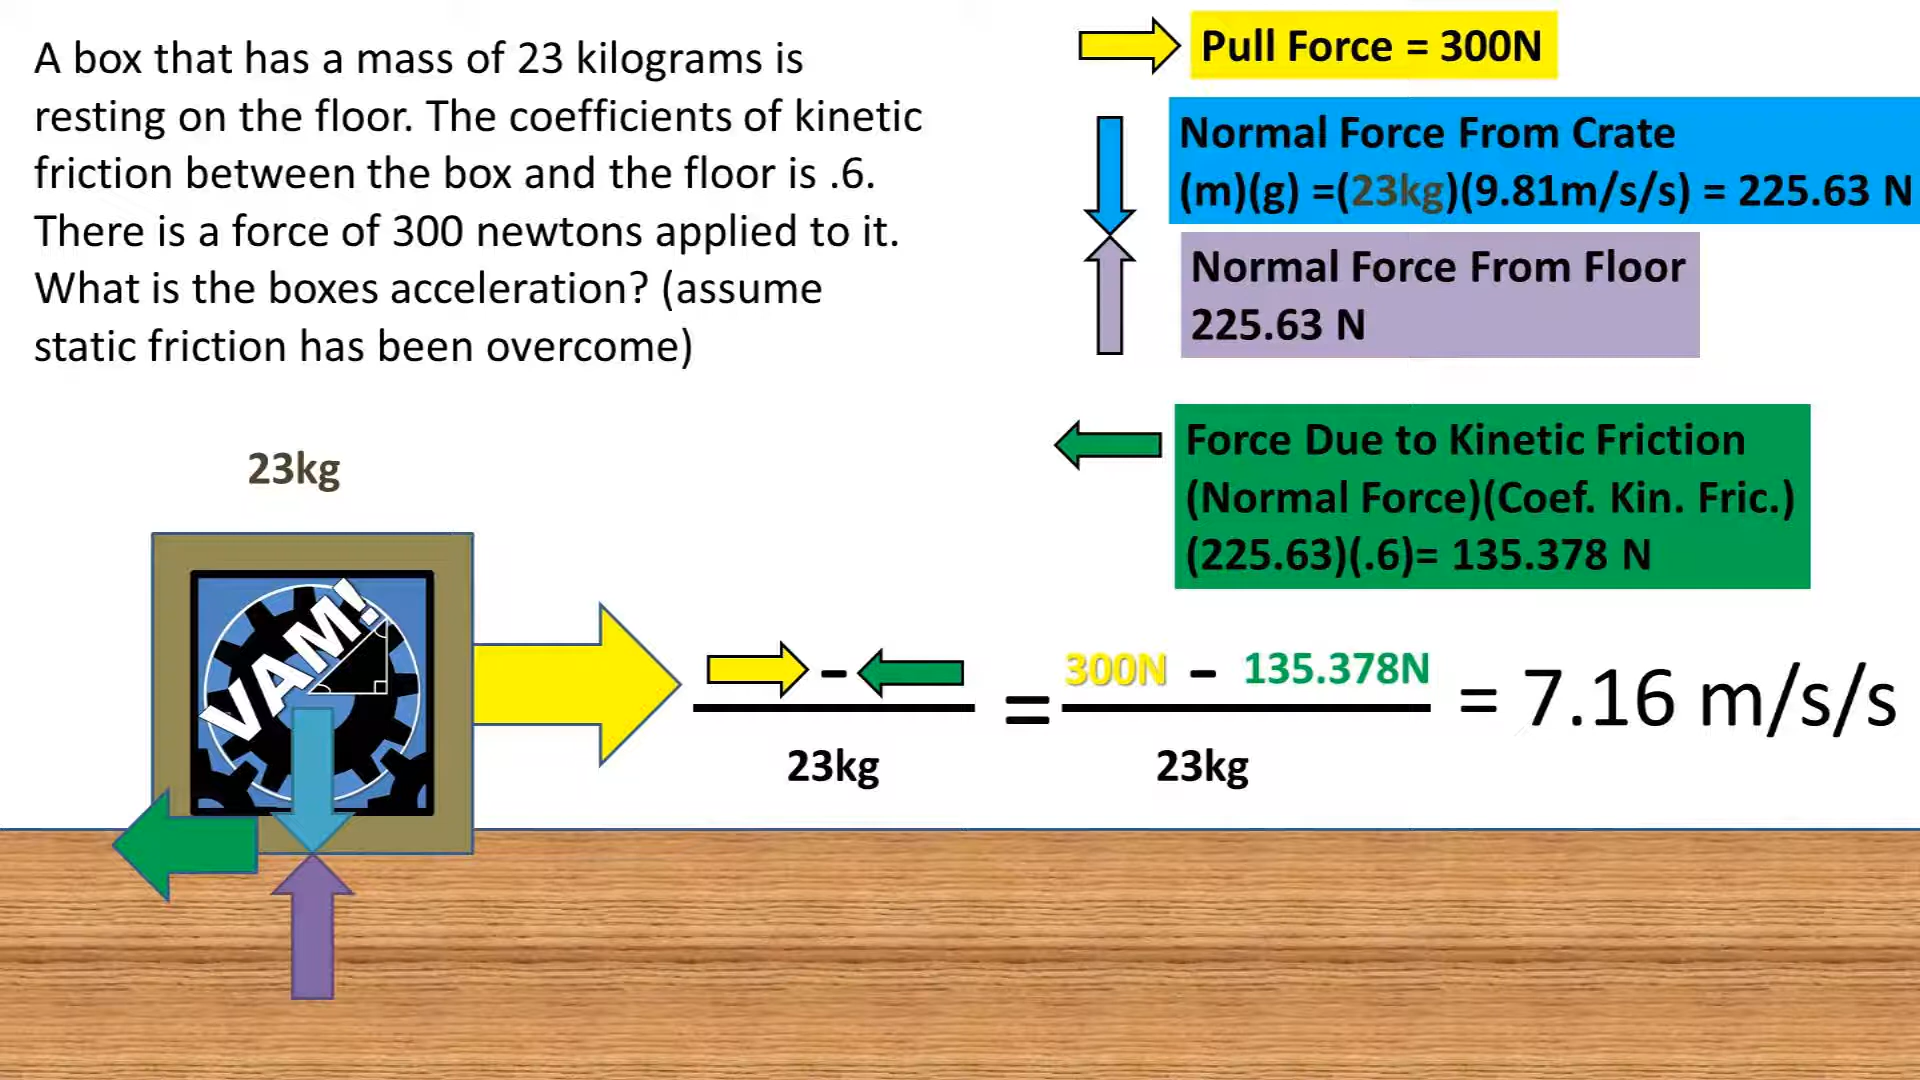 A box that has a mass of 23 kilograms is
resting on the floor. The coefficients of kinetic
friction between the box and the floor is .6.
There is a force of 300 newtons applied to it.
What is the boxes acceleration? (assume
static friction has been overcome)
Pull Force = 300N
Normal Force From Crate
(m)(g) =(23kg)(9.81m/s/s) = 225.63 N
Normal Force From Floor
225.63 N
Force Due to Kinetic Friction
(Normal Force)(Coef. Kin. Fric.)
(225.63)(.6)= 135.378 N
23kg
VAM!
-
23kg
=
300N - 135.378N
23kg
= 7.16 m/s/s